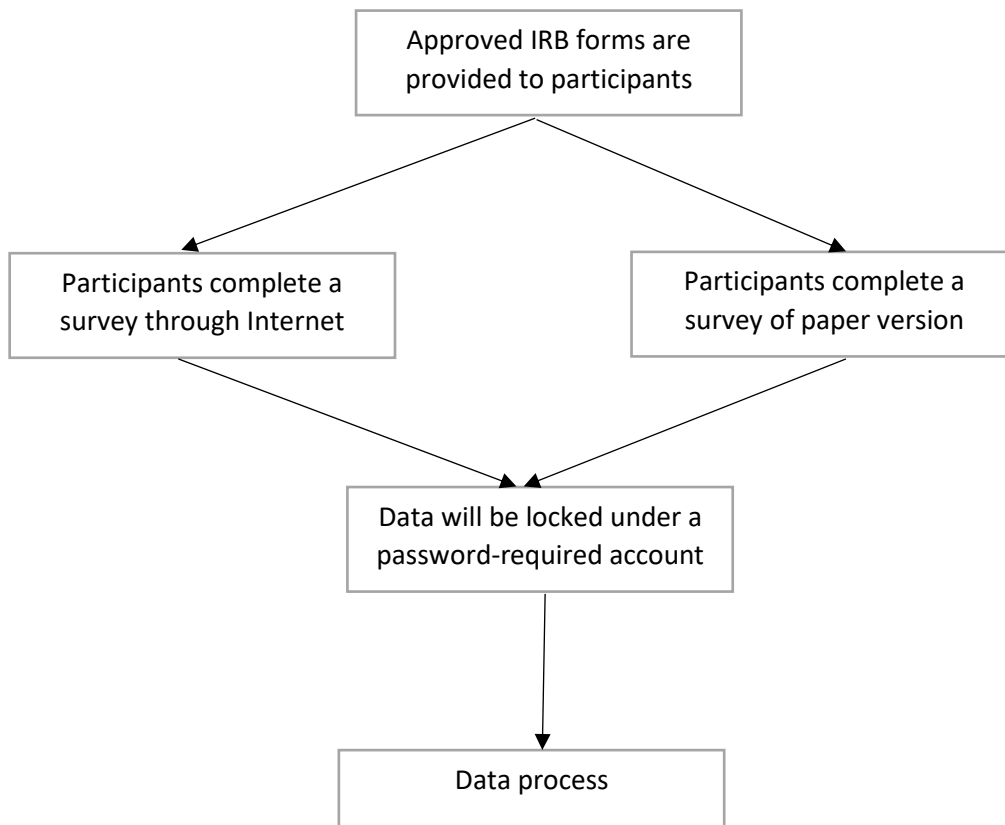 Approved IRB forms are
provided to participants
Participants complete a
survey through Internet
Participants complete a
survey of paper version
Data will be locked under a
password-required account
Data process